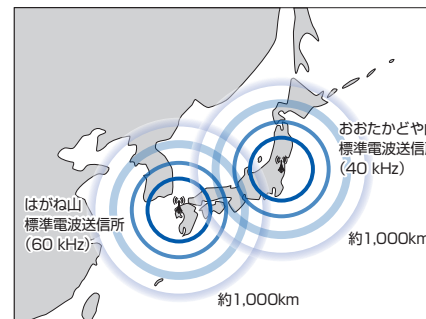 おおたかどや
標準電波送信
(40 kHz)
はがね山
標準電波送信所
(60 kHz)
約1,000km
約1,000km